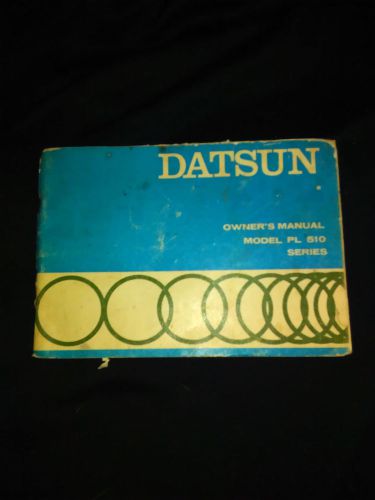 DATSUN
OWNER'S MANUAL
MODEL PL 510
SERIES